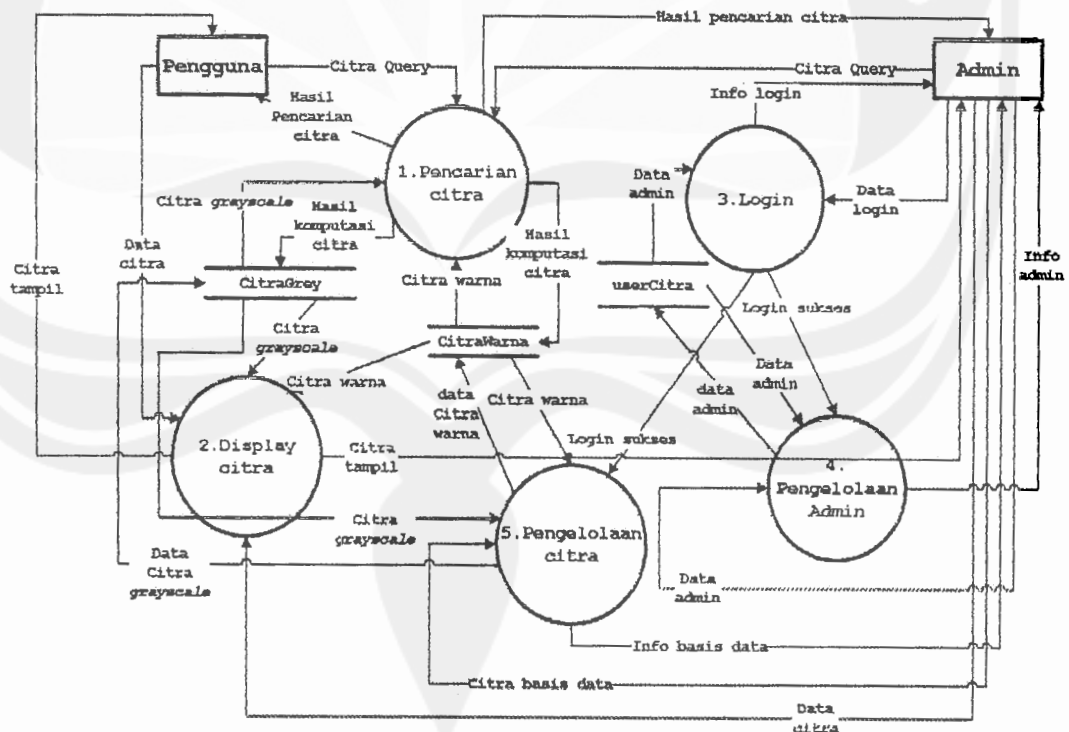 Hasil pencarian citra
Pengguna
Citra Query
Citra Query
Admin
Info login
Hasil
Pencarian
citra
1.Pencarian
citra
Data
admin
3.Login
Data
login
Citra grayscale
Hasil
komputasi
citra
Hasil
komputasi
citra
Data
citra
Citra
tampil
Info
admin
CitraGrey
Citra warna
userCitra
Login sukses
Citra
grayscale
CitraWarna
Citra warna
data
Citra
warna
Citra warna
Data
admin
data
admin
Login sukses
2.Display
citra
Citra
tampil
4.
Pengelolaan
Admin
Citra
grayscale
5.Pengelolaan
citra
Data
Citra
grayscale
Data
admin
Info basis data
Citra basis data
Data
citra